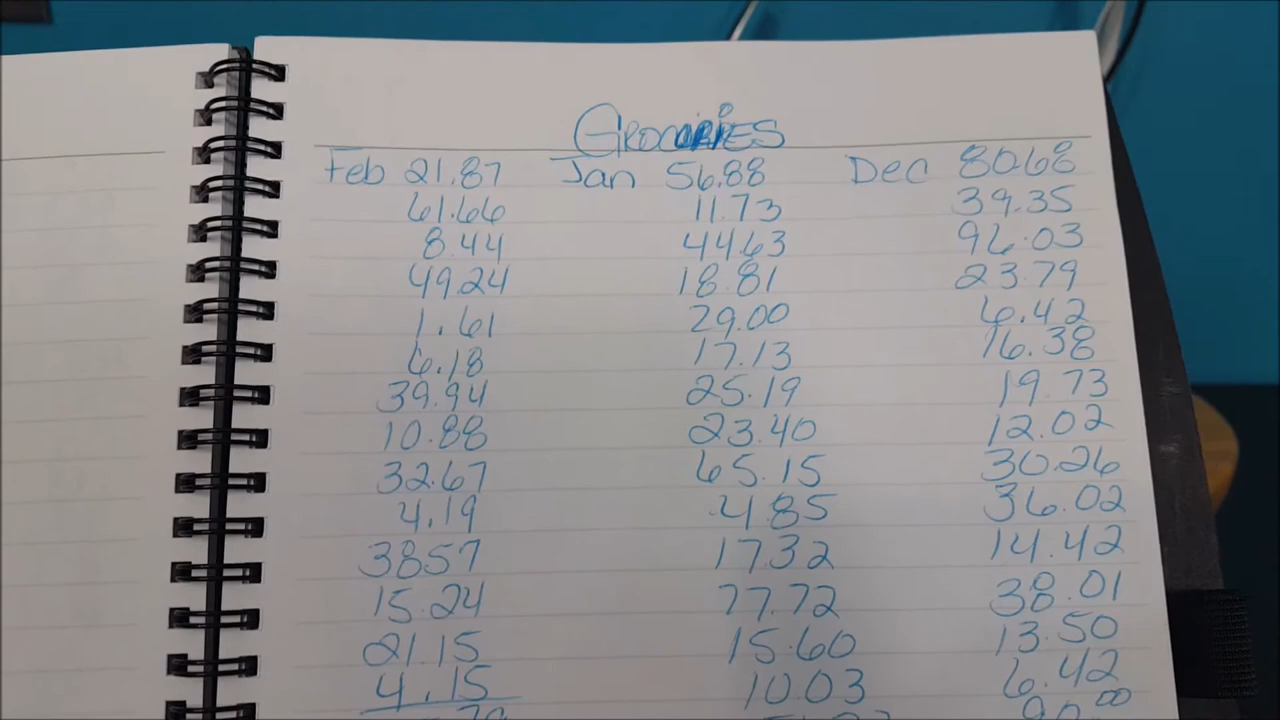 GROCERIES
Feb 21.87 Jan 56.88 Dec 80.68
61.66 11.73 39.35
8.44 44.63 96.03
49.24 18.81 23.79
1.61 29.00 6.42
6.18 17.13 16.38
39.94 25.19 19.73
10.88 23.40 12.02
32.67 65.15 30.26
4.19 4.85 36.02
38.57 17.32 14.42
15.24 77.72 38.01
21.15 15.60 13.50
4.15 10.03 6.42